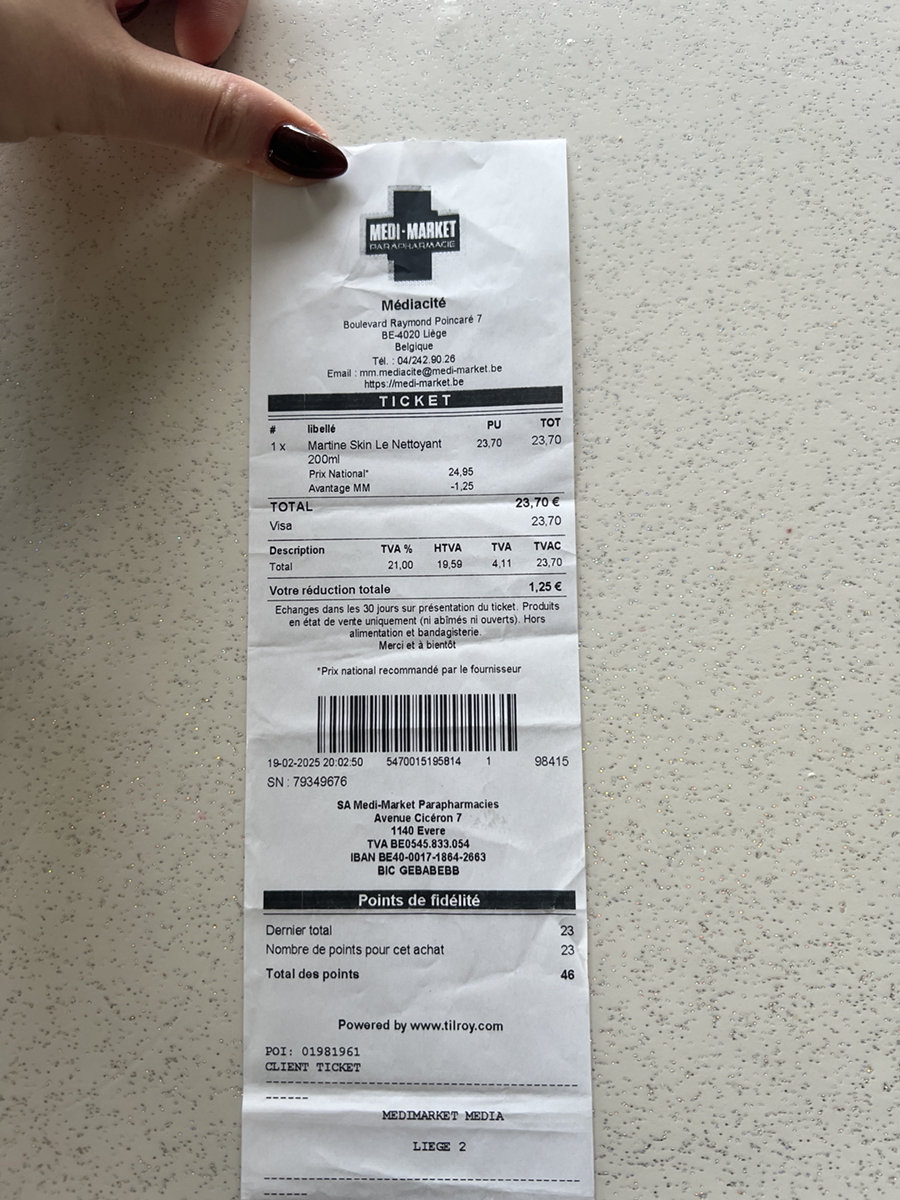 MEDI-MARKET
PARAPHARMACIE
Médiacité
Boulevard Raymond Poincaré 7
BE-4020 Liège
Belgique
Tél. : 04/242.90.26
Email : mm.mediacite@medi-market.be
https://medi-market.be
TICKET
# libellé PU TOT
1 x Martine Skin Le Nettoyant 23,70 23,70
200ml
Prix National* 24,95
Avantage MM -1,25
TOTAL 23,70 €
Visa 23,70
Description TVA % HTVA TVA TVAC
Total 21,00 19,59 4,11 23,70
Votre réduction totale 1,25 €
Echanges dans les 30 jours sur présentation du ticket. Produits
en état de vente uniquement (ni abîmés ni ouverts). Hors
alimentation et bandagisterie.
Merci et à bientôt
*Prix national recommandé par le fournisseur
19-02-2025 20:02:50 5470015195814 1 98415
SN : 79349676
SA Medi-Market Parapharmacies
Avenue Cicéron 7
1140 Evere
TVA BE0545.833.054
IBAN BE40-0017-1864-2663
BIC GEBABEBB
Points de fidélité
Dernier total 23
Nombre de points pour cet achat 23
Total des points 46
Powered by www.tilroy.com
POI: 01981961
CLIENT TICKET
--------------------------------------------
------
MEDIMARKET MEDIA
LIEGE 2
--------------------------------------------
------